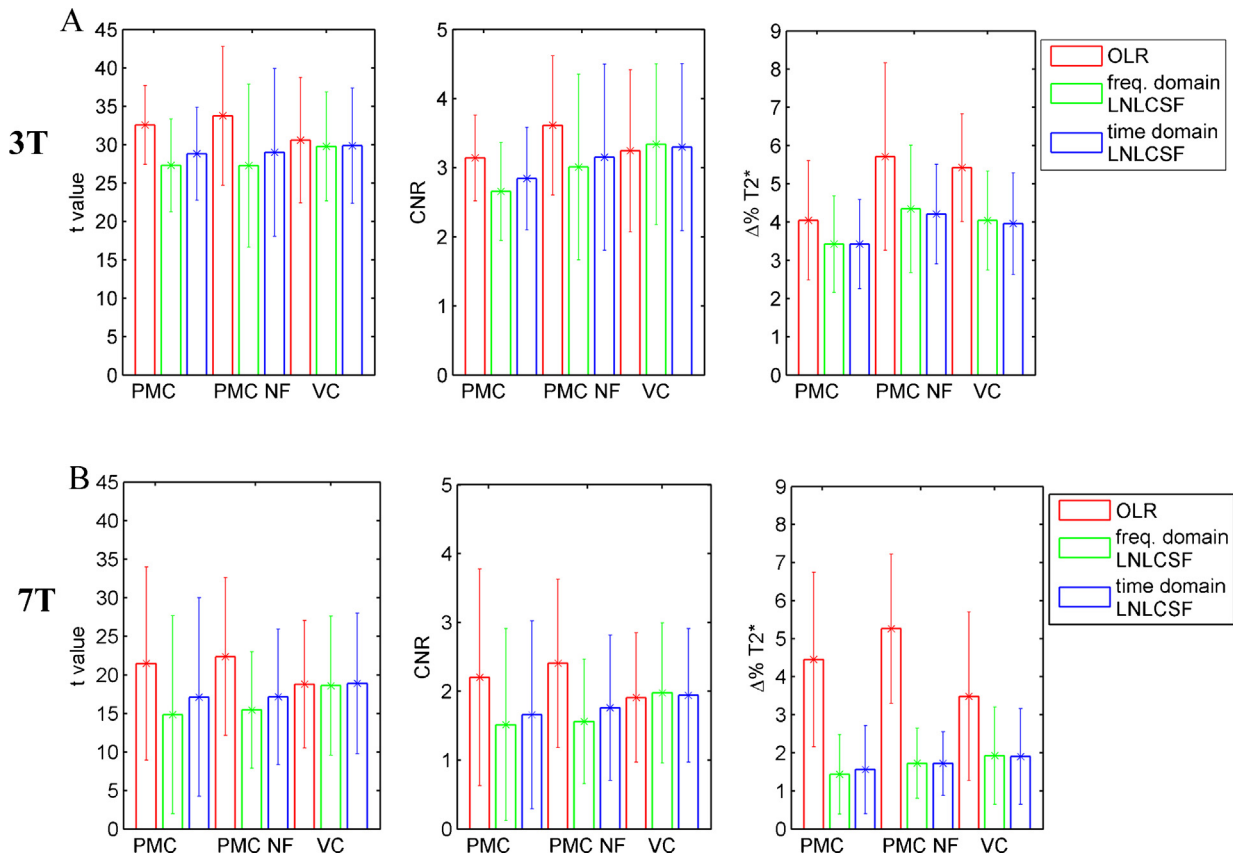 A
3T
t value
45
40
35
30
25
20
15
10
5
0
PMC PMC NF VC
CNR
5
4
3
2
1
0
PMC PMC NF VC
Δ% T2*
9
8
7
6
5
4
3
2
1
0
PMC PMC NF VC
OLR
freq. domain
LNLCSF
time domain
LNLCSF
B
7T
t value
45
40
35
30
25
20
15
10
5
0
PMC PMC NF VC
CNR
5
4
3
2
1
0
PMC PMC NF VC
Δ% T2*
9
8
7
6
5
4
3
2
1
0
PMC PMC NF VC
OLR
freq. domain
LNLCSF
time domain
LNLCSF